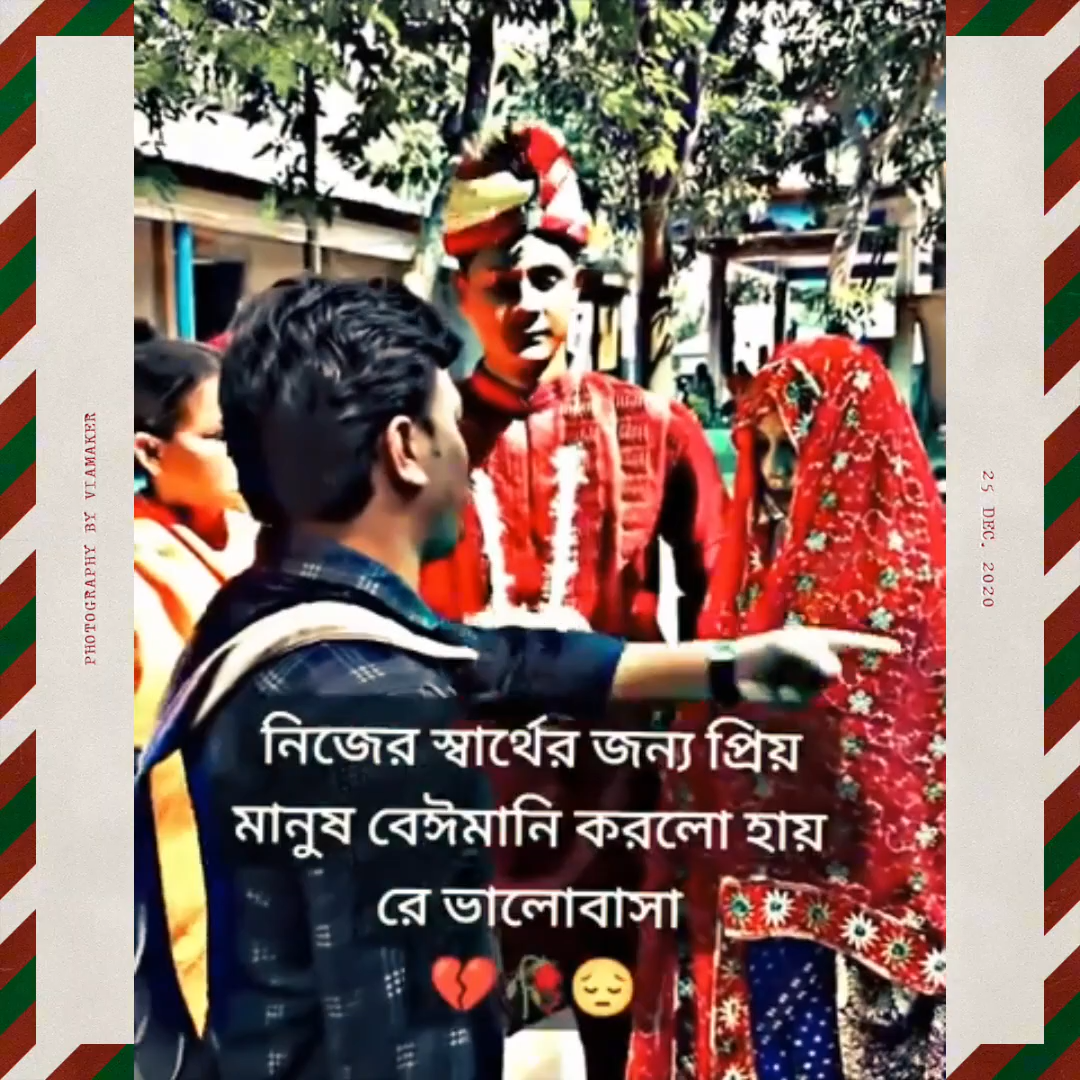 PHOTOGRAPHY BY VIAMAKER
25 DEC. 2020
নিজের স্বার্থের জন্য প্রিয়
মানুষ বেঈমানি করলো হায়
রে ভালোবাসা
💔🥀😔